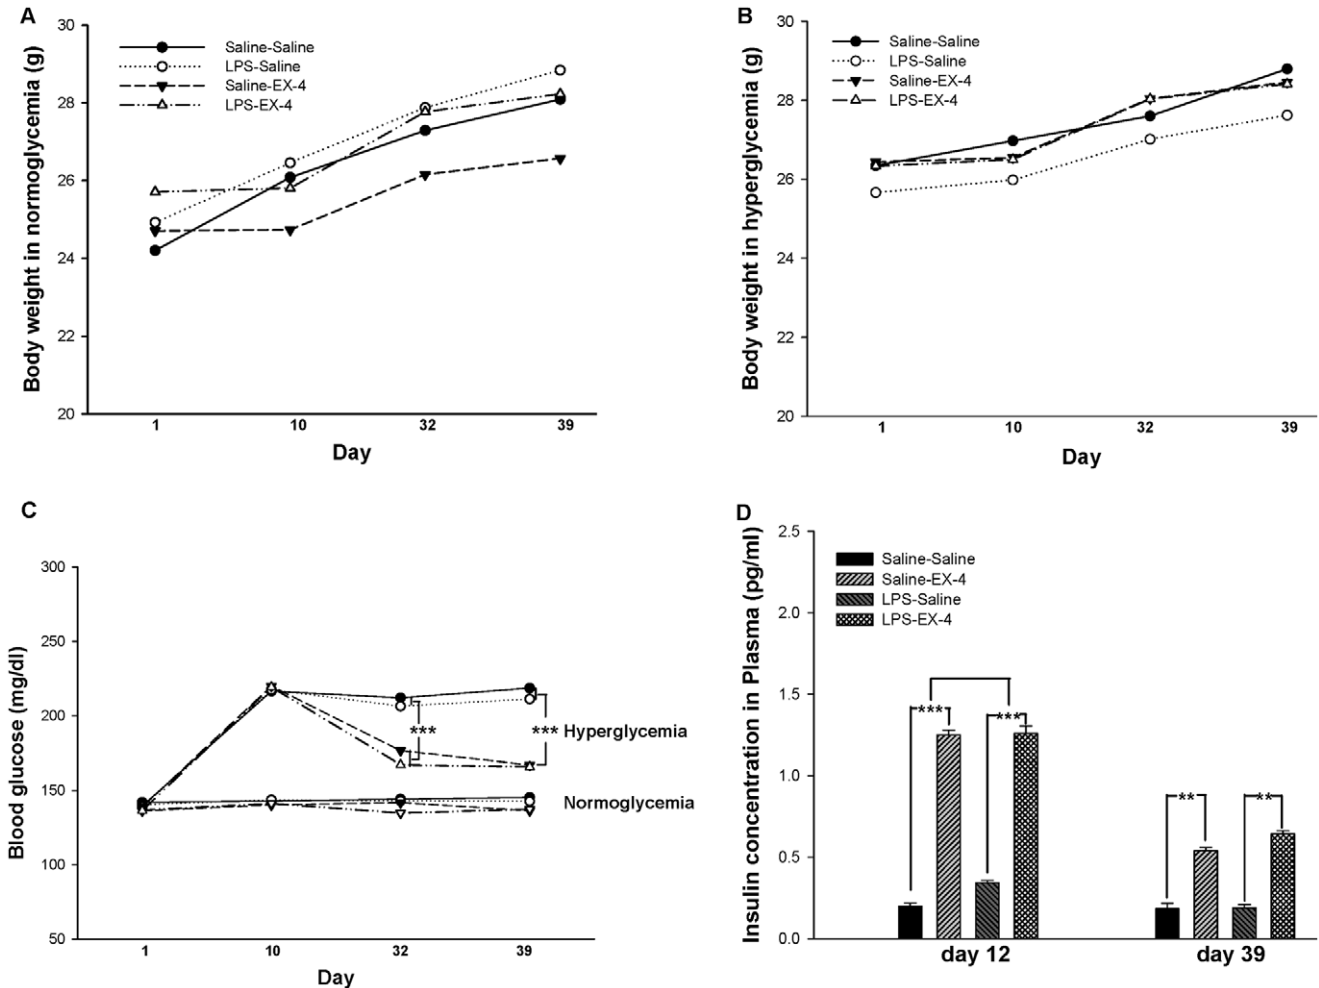 A
30
28
26
24
22
20
Body weight in normoglycemia (g)
Saline-Saline
LPS-Saline
Saline-EX-4
LPS-EX-4
1 10 32 39
Day
B
30
28
26
24
22
20
Body weight in hyperglycemia (g)
Saline-Saline
LPS-Saline
Saline-EX-4
LPS-EX-4
1 10 32 39
Day
C
300
250
200
150
100
50
Blood glucose (mg/dl)
***
*** Hyperglycemia
Normoglycemia
1 10 32 39
Day
D
2.5
2.0
1.5
1.0
0.5
0.0
Insulin concentration in Plasma (pg/ml)
Saline-Saline
Saline-EX-4
LPS-Saline
LPS-EX-4
*** ***
** **
day 12 day 39